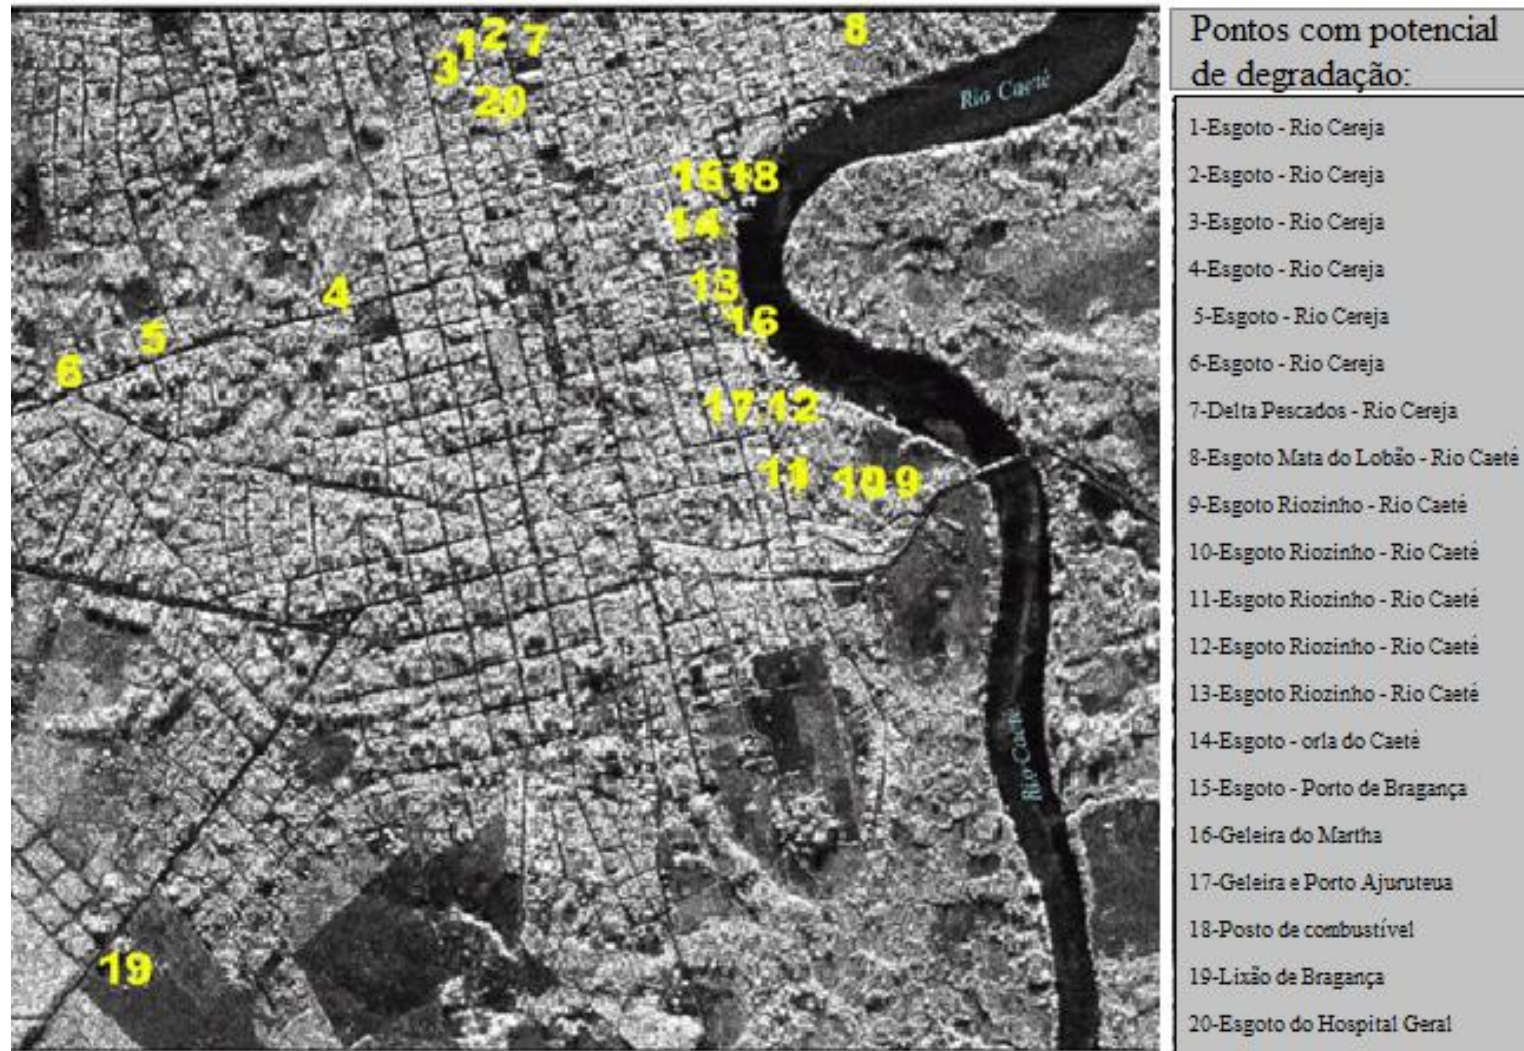 Pontos com potencial
de degradação:
1-Esgoto - Rio Cereja
2-Esgoto - Rio Cereja
3-Esgoto - Rio Cereja
4-Esgoto - Rio Cereja
5-Esgoto - Rio Cereja
6-Esgoto - Rio Cereja
7-Delta Pescados - Rio Cereja
8-Esgoto Mata do Lobão - Rio Caeté
9-Esgoto Riozinho - Rio Caeté
10-Esgoto Riozinho - Rio Caeté
11-Esgoto Riozinho - Rio Caeté
12-Esgoto Riozinho - Rio Caeté
13-Esgoto Riozinho - Rio Caeté
14-Esgoto - orla do Caeté
15-Esgoto - Porto de Bragança
16-Geleira do Martha
17-Geleira e Porto Ajuruteua
18-Posto de combustível
19-Lixão de Bragança
20-Esgoto do Hospital Geral
1 2 7 8
3
20
Rio Caeté
15 18
14
13
4
16
5
6
17 12
11 10 9
Rio Caeté
19